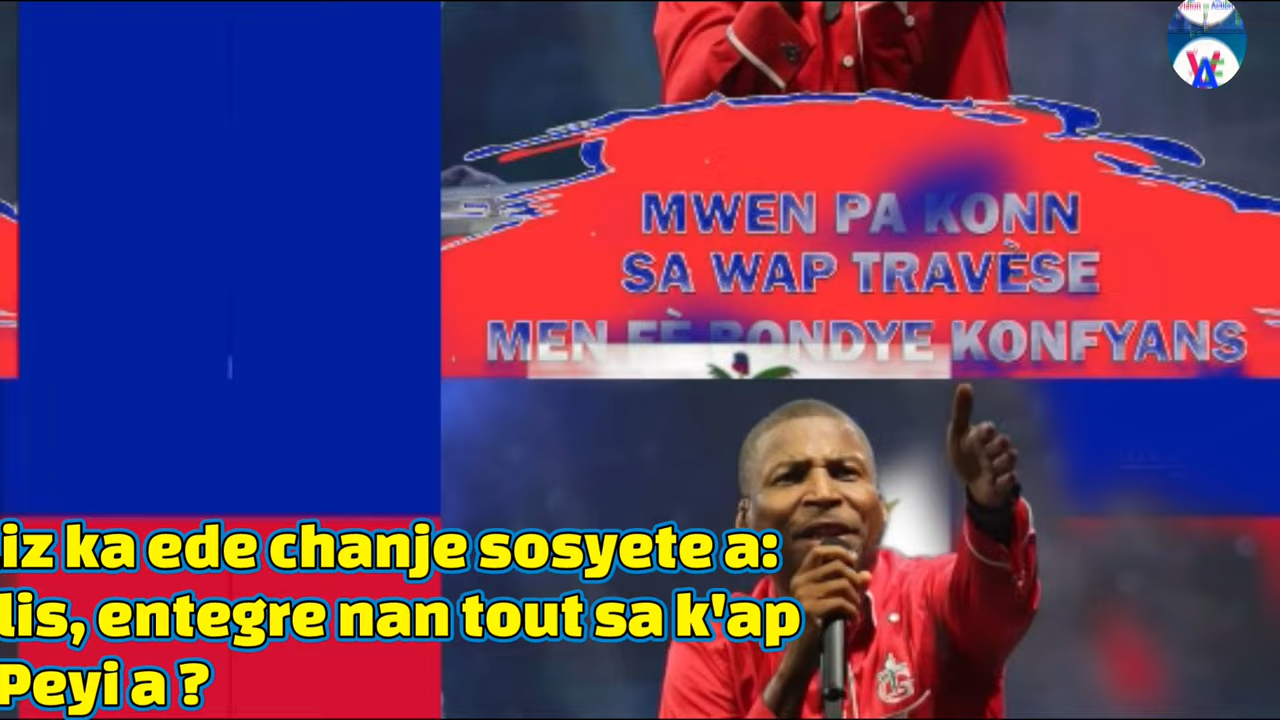 MWEN PA KONN
SA WAP TRAVÈSE
MEN FÈ BONDYE KONFYANS
iz ka ede chanje sosyete a:
lis, entegre nan tout sa k'ap
Peyi a ?